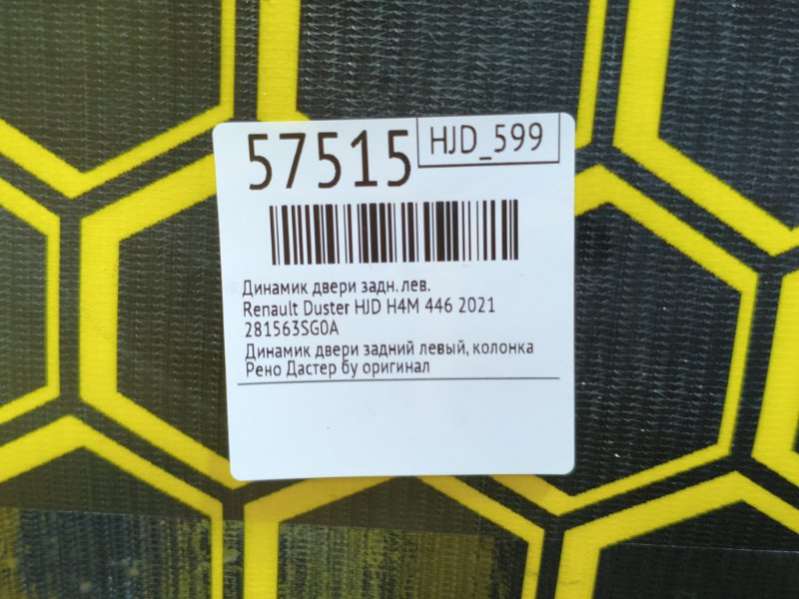 57515
HJD_599
Динамик двери задн. лев.
Renault Duster HJD H4M 446 2021
281563SG0A
Динамик двери задний левый, колонка
Рено Дастер бу оригинал